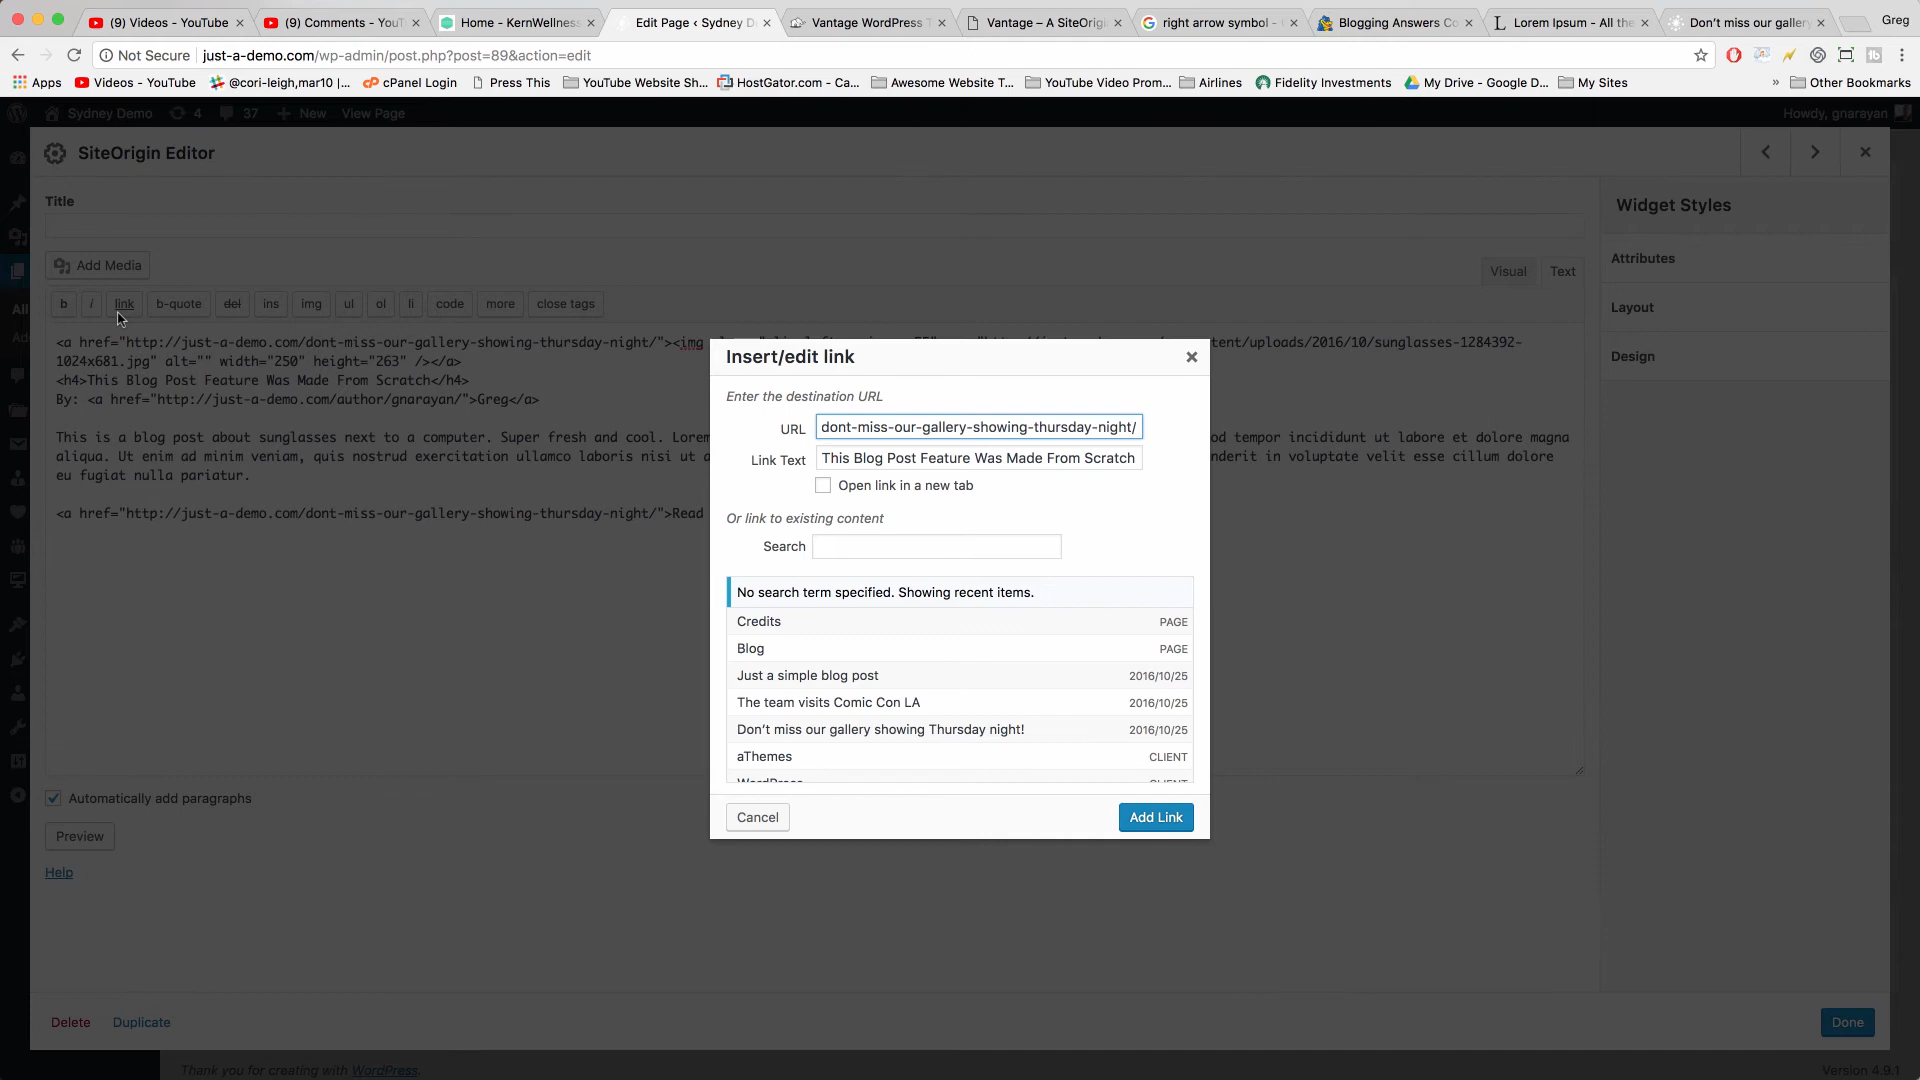 (9) Videos - YouTube
(9) Comments - YouT
Home - KernWellness
Edit Page ‹ Sydney D
Vantage WordPress T
Vantage – A SiteOrigi
right arrow symbol -
Blogging Answers Co
Lorem Ipsum - All the
Don't miss our gallery
Greg
Not Secure
just-a-demo.com/wp-admin/post.php?post=89&action=edit
Apps
Videos - YouTube
@cori-leigh,mar10 |...
cPanel Login
Press This
YouTube Website Sh...
HostGator.com - Ca...
Awesome Website T...
YouTube Video Prom...
Airlines
Fidelity Investments
My Drive - Google D...
My Sites
»
Other Bookmarks
Sydney Demo
4
37
New
View Page
Howdy, gnarayan
SiteOrigin Editor
Title
Add Media
Visual
Text
b
i
link
b-quote
del
ins
img
ul
ol
li
code
more
close tags
<a href="http://just-a-demo.com/dont-miss-our-gallery-showing-thursday-night/"><img
tent/uploads/2016/10/sunglasses-1284392-
1024x681.jpg" alt="" width="250" height="263" /></a>
<h4>This Blog Post Feature Was Made From Scratch</h4>
By: <a href="http://just-a-demo.com/author/gnarayan/">Greg</a>
This is a blog post about sunglasses next to a computer. Super fresh and cool. Lorem
d tempor incididunt ut labore et dolore magna
aliqua. Ut enim ad minim veniam, quis nostrud exercitation ullamco laboris nisi ut a
nderit in voluptate velit esse cillum dolore
eu fugiat nulla pariatur.
<a href="http://just-a-demo.com/dont-miss-our-gallery-showing-thursday-night/">Read
Widget Styles
Attributes
Layout
Design
Insert/edit link
Enter the destination URL
URL
dont-miss-our-gallery-showing-thursday-night/
Link Text
This Blog Post Feature Was Made From Scratch
Open link in a new tab
Or link to existing content
Search
No search term specified. Showing recent items.
Credits PAGE
Blog PAGE
Just a simple blog post 2016/10/25
The team visits Comic Con LA 2016/10/25
Don't miss our gallery showing Thursday night! 2016/10/25
aThemes CLIENT
WordPress CLIENT
Cancel
Add Link
Automatically add paragraphs
Preview
Help
Delete
Duplicate
Done
Thank you for creating with WordPress.
Version 4.9.1